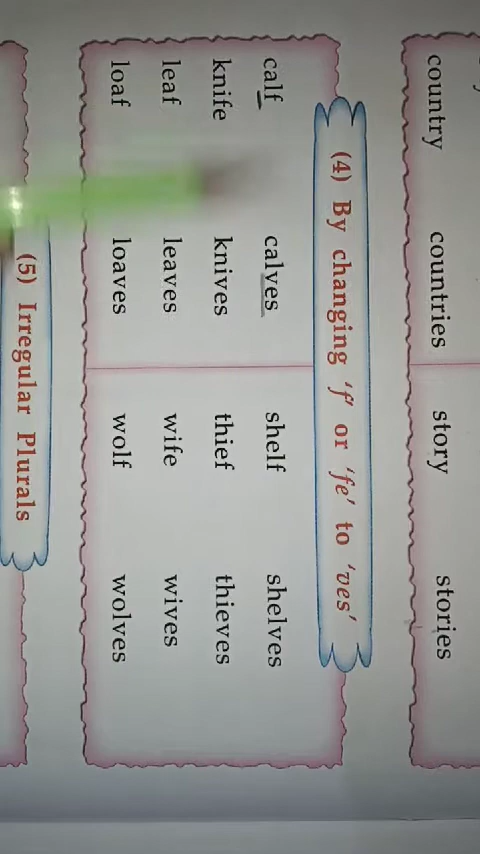 country countries story stories
(4) By changing 'f' or 'fe' to 'ves'
calf calves shelf shelves
knife knives thief thieves
leaf leaves wife wives
loaf loaves wolf wolves
(5) Irregular Plurals